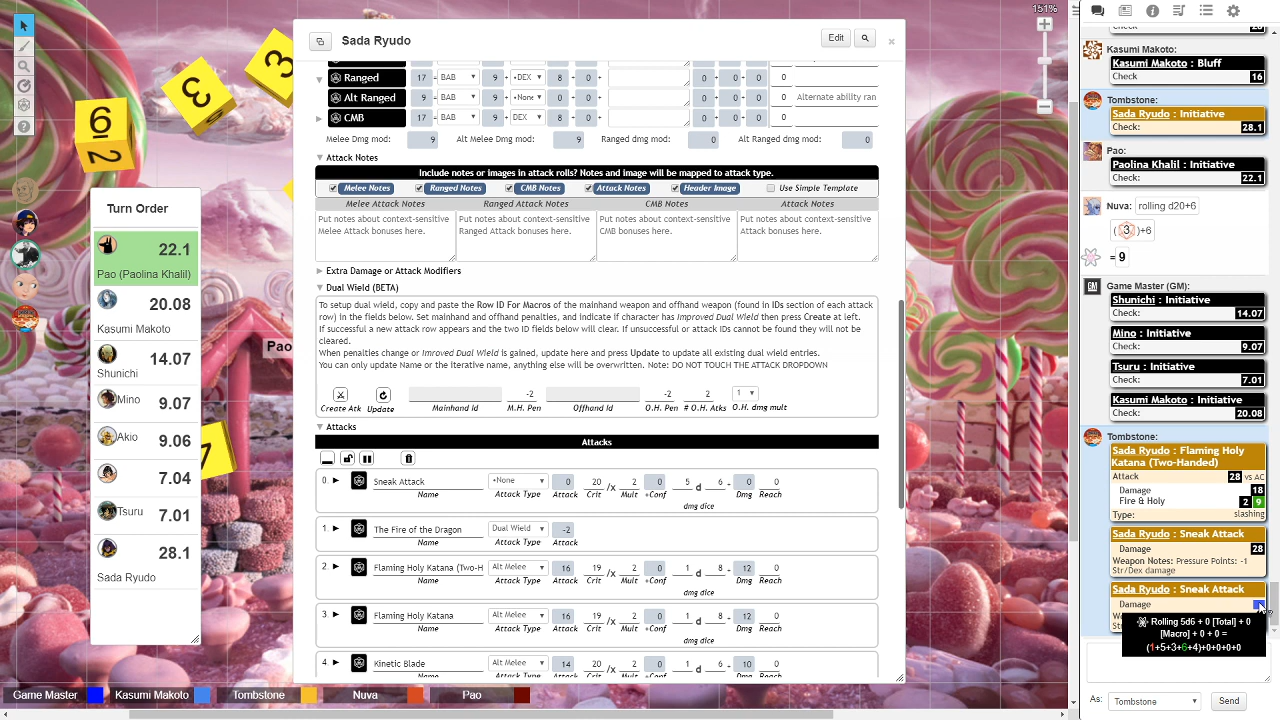 151%
Sada Ryudo
Edit
Ranged 17 = BAB 9 + +DEX 8 + 0 + 0 0 0 0
Alt Ranged 9 = BAB 9 + +None 0 + 0 + 0 0 0 0 Alternate ability ran
CMB 17 = BAB 9 + DEX 8 + 0 + 0 0 0 0
Melee Dmg mod: 9 Alt Melee Dmg mod: 9 Ranged dmg mod: 0 Alt Ranged dmg mod: 0
Attack Notes
Include notes or images in attack rolls? Notes and image will be mapped to attack type.
Melee Notes Ranged Notes CMB Notes Attack Notes Header Image Use Simple Template
Melee Attack Notes Ranged Attack Notes CMB Notes Attack Notes
Put notes about context-sensitive Melee Attack bonuses here.
Put notes about context-sensitive Ranged Attack bonuses here.
Put notes about context-sensitive CMB bonuses here.
Put notes about context-sensitive Attack bonuses here.
Extra Damage or Attack Modifiers
Dual Wield (BETA)
To setup dual wield, copy and paste the Row ID For Macros of the mainhand weapon and offhand weapon (found in IDs section of each attack
row) in the fields below. Set mainhand and offhand penalties, and indicate if character has Improved Dual Wield then press Create at left.
If successful a new attack row appears and the two ID fields below will clear. If unsuccessful or attack IDs cannot be found they will not be
cleared.
When penalties change or Imroved Dual Wield is gained, update here and press Update to update all existing dual wield entries.
You can only update Name or the iterative name, anything else will be overwritten. Note: DO NOT TOUCH THE ATTACK DROPDOWN
-2 -2 2 1
Create Atk Update Mainhand Id M.H. Pen Offhand Id O.H. Pen # O.H. Atks O.H. dmg mult
Attacks
Attacks
0. Sneak Attack +None 0 20 /x 2 0 5 d 6 + 0 0
Name Attack Type Attack Crit Mult +Conf Dmg Reach
dmg dice
1 The Fire of the Dragon Dual Wield -2
Name Attack Type Attack
2. Flaming Holy Katana (Two-H Alt Melee 16 19 /x 2 0 1 d 8 + 12 0
Name Attack Type Attack Crit Mult +Conf Dmg Reach
dmg dice
3 Flaming Holy Katana Alt Melee 16 19 /x 2 0 1 d 8 + 12 0
Name Attack Type Attack Crit Mult +Conf Dmg Reach
dmg dice
4. Kinetic Blade Alt Melee 14 20 /x 2 0 1 d 6 + 10 0
Turn Order
22.1
Pao (Paolina Khalil)
20.08
Kasumi Makoto
14.07
Shunichi
Mino 9.07
Akio 9.06
7.04
Tsuru 7.01
28.1
Sada Ryudo
Pao
6
2
3
3
Game Master Kasumi Makoto Tombstone Nuva Pao
Kasumi Makoto:
Kasumi Makoto : Bluff
Check 16
Tombstone:
Sada Ryudo : Initiative
Check: 28.1
Pao:
Paolina Khalil : Initiative
Check: 22.1
Nuva: rolling d20+6
(3)+6
= 9
GM Game Master (GM):
Shunichi : Initiative
Check: 14.07
Mino : Initiative
Check: 9.07
Tsuru : Initiative
Check: 7.01
Kasumi Makoto : Initiative
Check: 20.08
Tombstone:
Sada Ryudo : Flaming Holy
Katana (Two-Handed)
Attack 28 vs AC
Damage 18
Fire & Holy 2 9
Type: slashing
Sada Ryudo : Sneak Attack
Damage 28
Weapon Notes: Pressure Points: -1
Str/Dex damage
Sada Ryudo : Sneak Attack
Damage
Rolling 5d6 + 0 [Total] + 0
[Macro] + 0 + 0 =
(1+5+3+6+4)+0+0+0+0
As: Tombstone Send